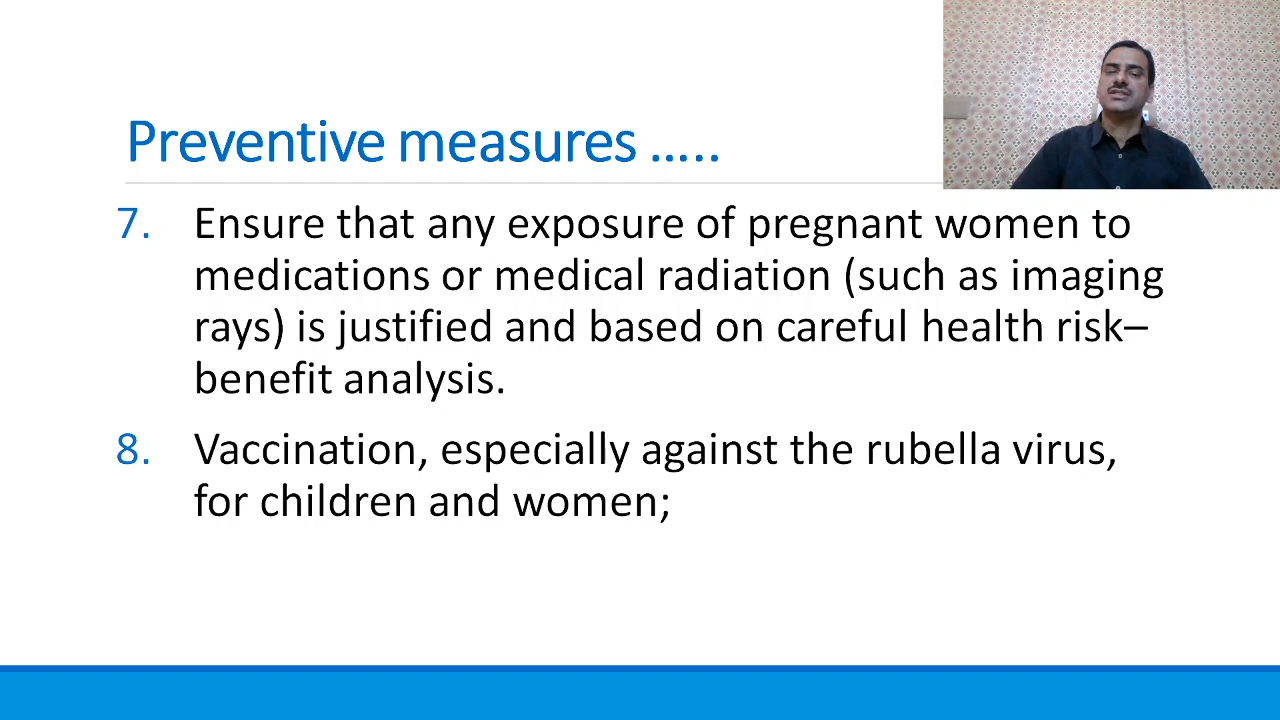 Preventive measures …..
7. Ensure that any exposure of pregnant women to
medications or medical radiation (such as imaging
rays) is justified and based on careful health risk–
benefit analysis.
8. Vaccination, especially against the rubella virus,
for children and women;